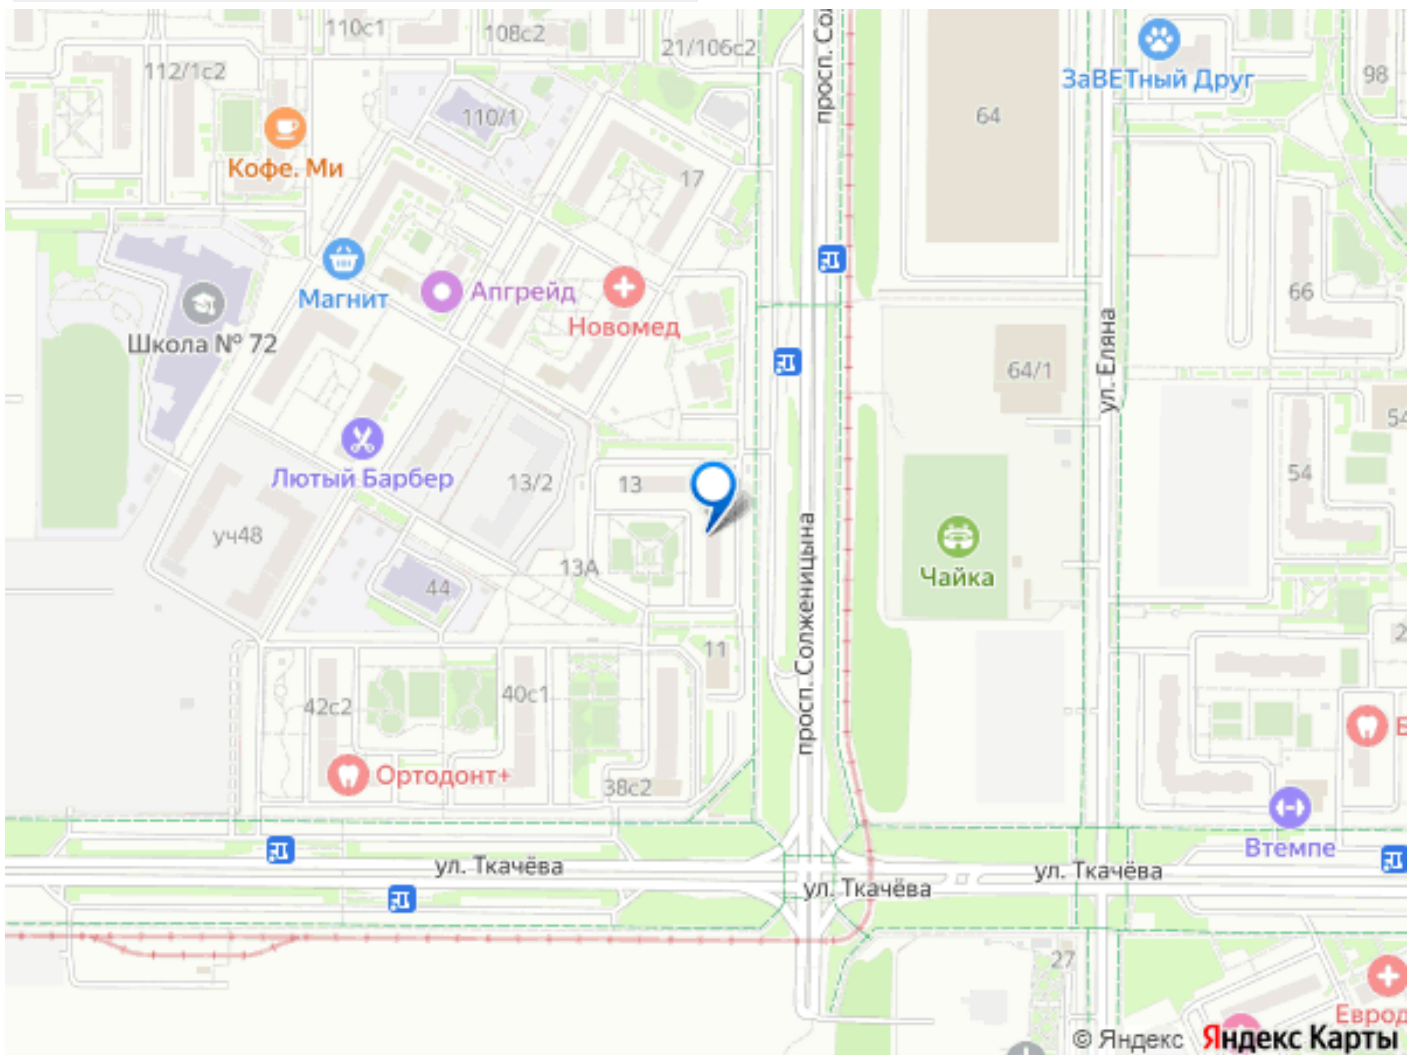 110с1
108с2
21/106с2
112/1с2
просп. Со
ЗаВЕТный Друг
98
64
110/1
Кофе. Ми
17
Магнит
Апгрейд
Новомед
Школа № 72
66
64/1
ул. Еляна
54
Лютый Барбер
13/2
13
54
уч48
13А
44
Чайка
просп. Солженицына
11
2
42с2
40с1
Ортодонт+
38с2
Втемпе
ул. Ткачёва
ул. Ткачёва
ул. Ткачёва
27
Еврод
© Яндекс Яндекс Карты